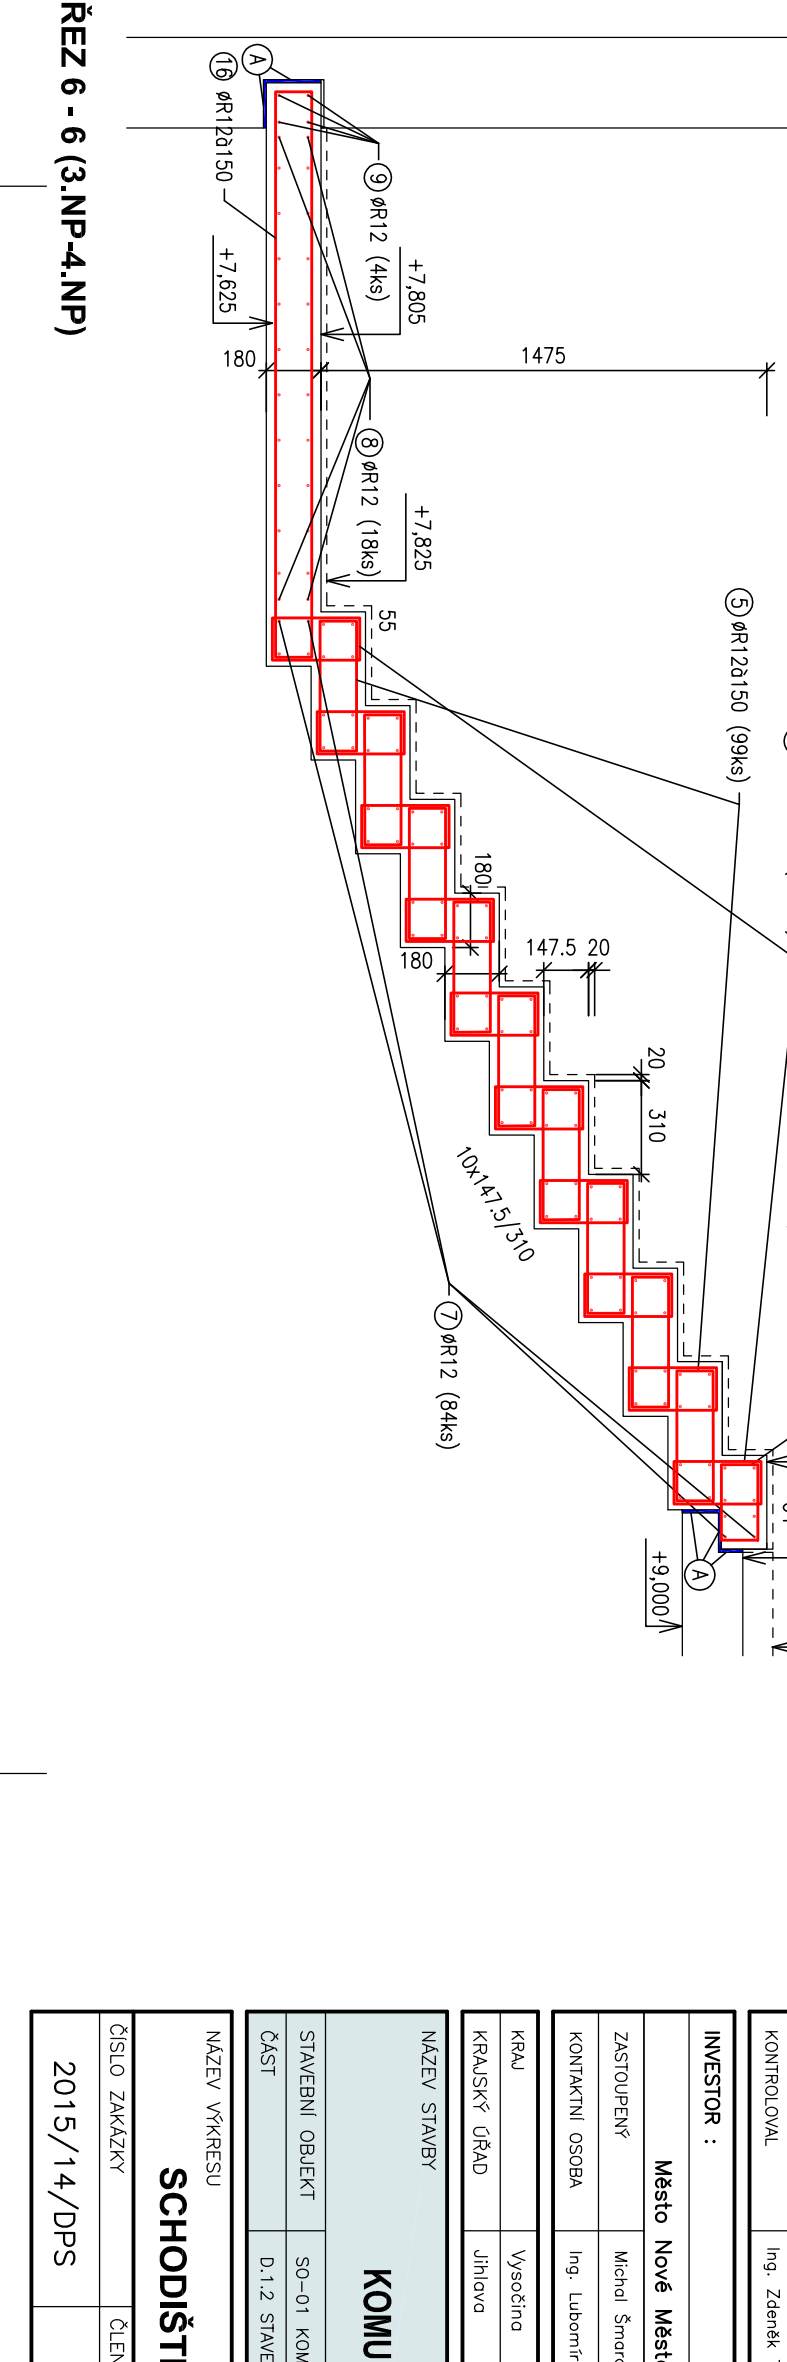 ŘEZ 6 - 6 (3.NP-4.NP)
A
16 øR12à150
9 øR12 (4ks)
+7,805
+7,625
180
1475
8 øR12 (18ks)
+7,825
55
5 øR12à150 (99ks)
180
180
147.5 20
20
310
10x147.5/310
7 øR12 (84ks)
A
+9,000
KONTROLOVAL
Ing. Zdeněk
INVESTOR :
Město Nové Město
ZASTOUPENÝ
Michal
KONTAKTNÍ OSOBA
Ing.
KRAJ
Vysočina
KRAJSKÝ ÚŘAD
Jihlava
NÁZEV STAVBY
KOMU
STAVEBNÍ OBJEKT
SO-01 KOM
ČÁST
D.1.2 STAVE
NÁZEV VÝKRESU
SCHODIŠT
ČÍSLO ZAKÁZKY
ČLEN
2015/14/DPS